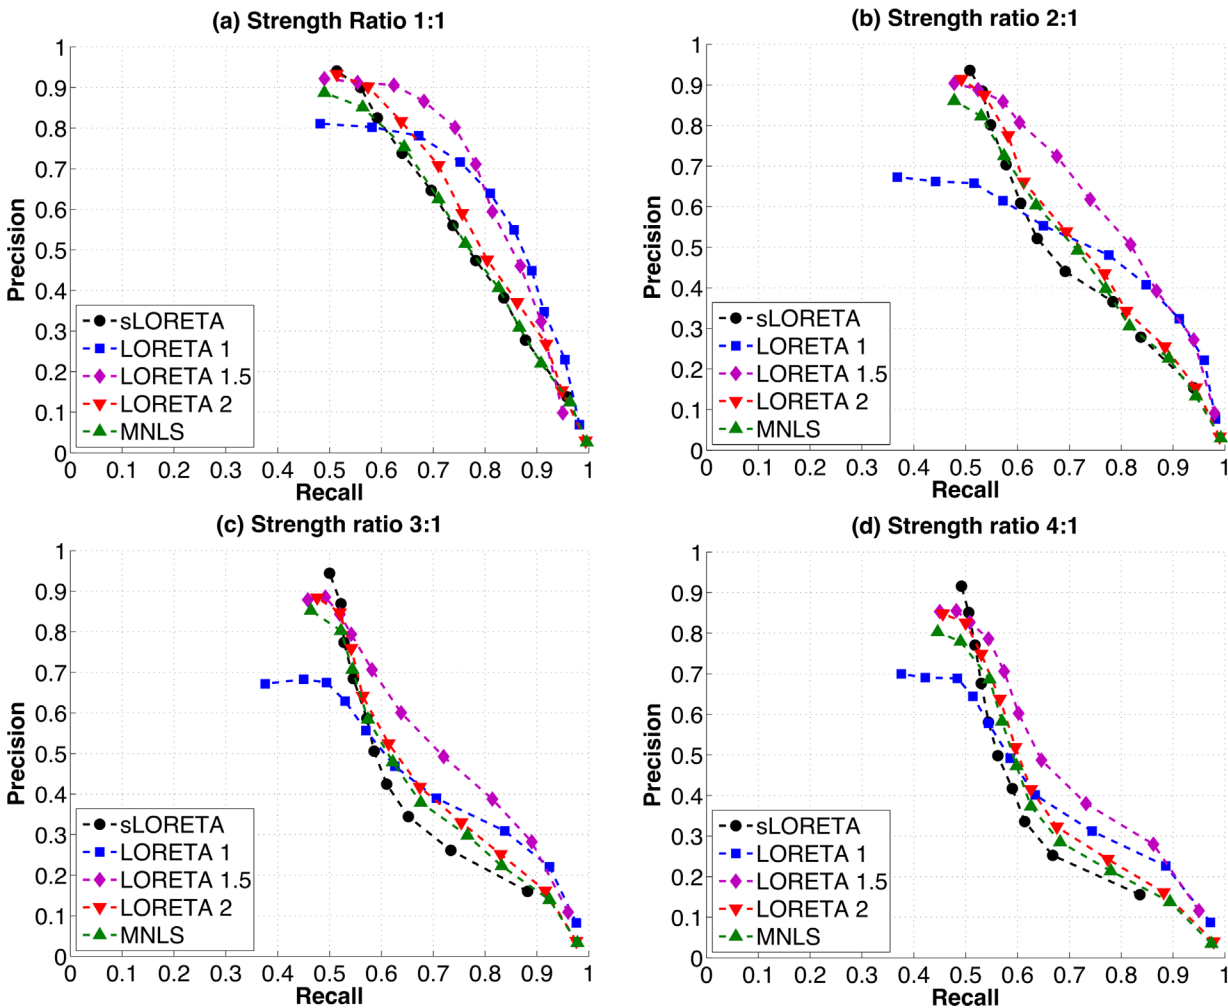 (a) Strength Ratio 1:1
1
0.9
0.8
0.7
0.6
0.5
0.4
0.3
0.2
0.1
0
Precision
sLORETA
LORETA 1
LORETA 1.5
LORETA 2
MNLS
0 0.1 0.2 0.3 0.4 0.5 0.6 0.7 0.8 0.9 1
Recall
(b) Strength ratio 2:1
1
0.9
0.8
0.7
0.6
0.5
0.4
0.3
0.2
0.1
0
Precision
sLORETA
LORETA 1
LORETA 1.5
LORETA 2
MNLS
0 0.1 0.2 0.3 0.4 0.5 0.6 0.7 0.8 0.9 1
Recall
(c) Strength ratio 3:1
1
0.9
0.8
0.7
0.6
0.5
0.4
0.3
0.2
0.1
0
Precision
sLORETA
LORETA 1
LORETA 1.5
LORETA 2
MNLS
0 0.1 0.2 0.3 0.4 0.5 0.6 0.7 0.8 0.9 1
Recall
(d) Strength ratio 4:1
1
0.9
0.8
0.7
0.6
0.5
0.4
0.3
0.2
0.1
0
Precision
sLORETA
LORETA 1
LORETA 1.5
LORETA 2
MNLS
0 0.1 0.2 0.3 0.4 0.5 0.6 0.7 0.8 0.9 1
Recall